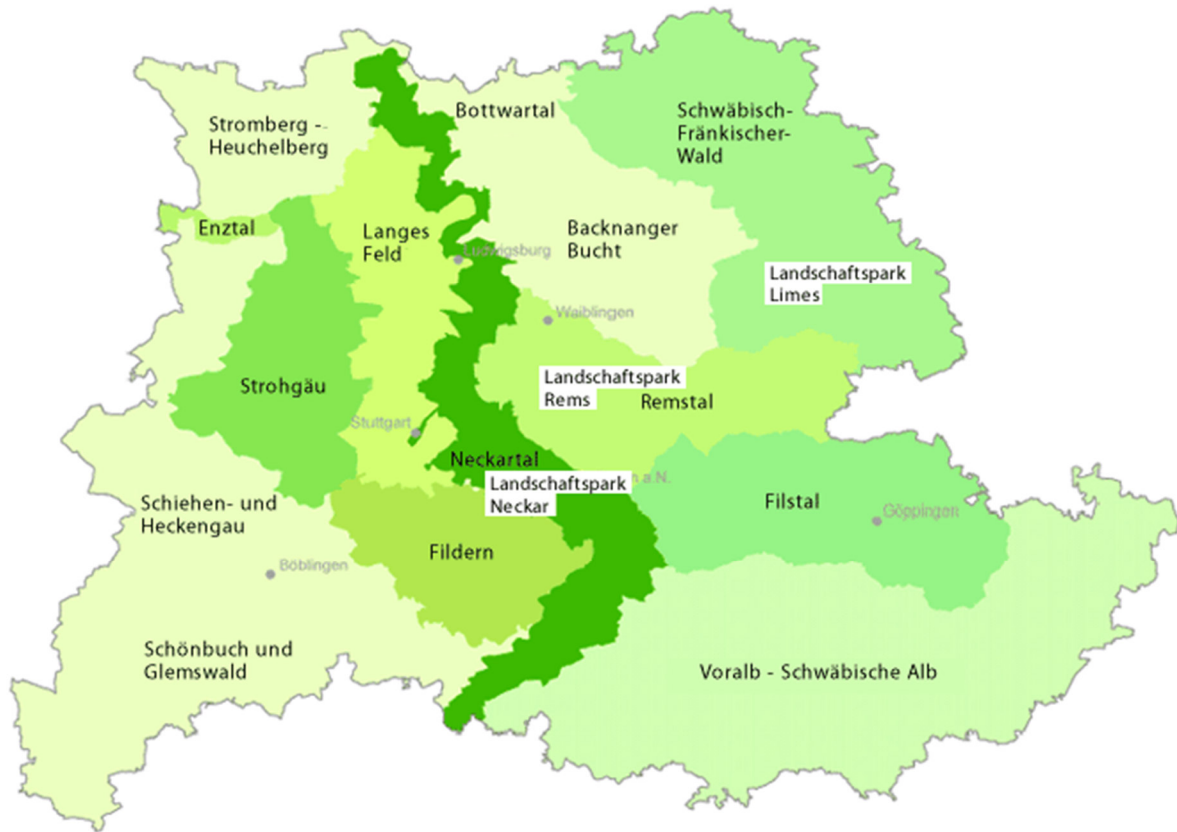 Stromberg -
Heuchelberg
Bottwartal
Schwäbisch-
Fränkischer-
Wald
Enztal
Langes
Feld
Ludwigsburg
Backnanger
Bucht
Landschaftspark
Limes
Waiblingen
Strohgäu
Landschaftspark
Rems
Remstal
Stuttgart
Neckartal
Landschaftspark
Neckar
a.N.
Schiehen- und
Heckengau
Filstal
Göppingen
Fildern
Böblingen
Schönbuch und
Glemswald
Voralb - Schwäbische Alb